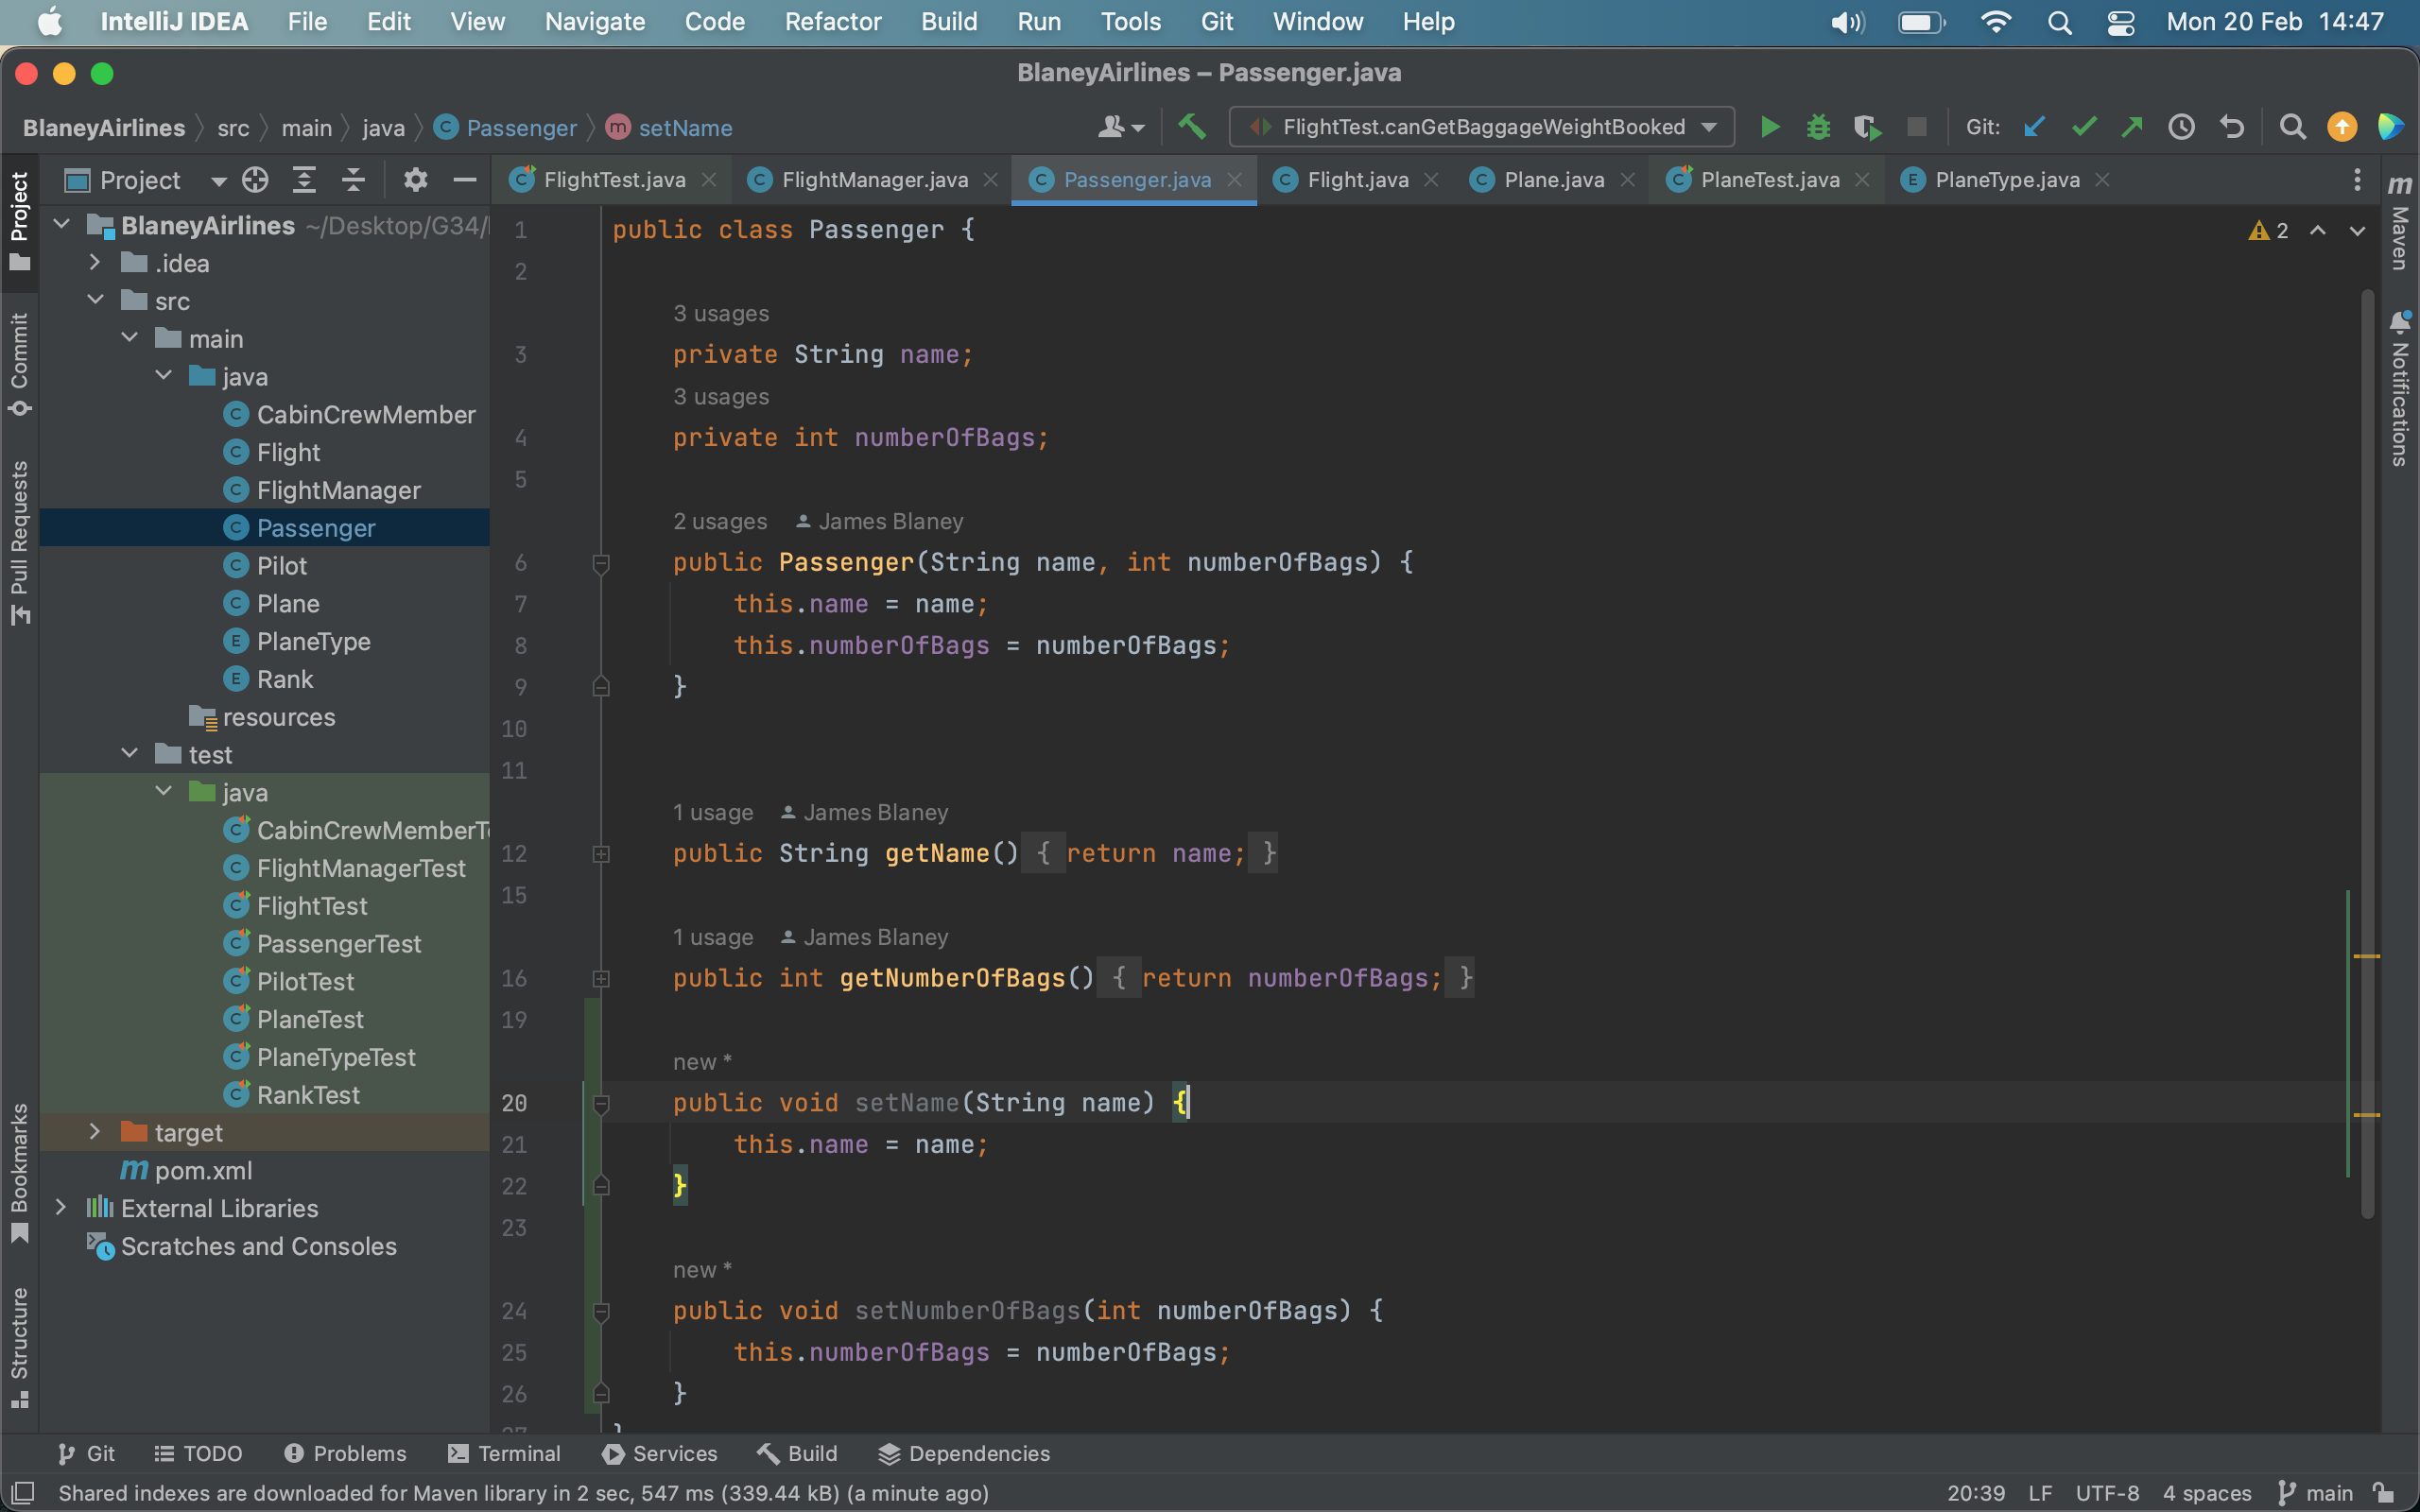 IntelliJ IDEA File Edit View Navigate Code Refactor Build Run Tools Git Window Help Mon 20 Feb 14:47
BlaneyAirlines – Passenger.java
BlaneyAirlines src main java Passenger setName FlightTest.canGetBaggageWeightBooked Git:
Project FlightTest.java FlightManager.java Passenger.java Flight.java Plane.java PlaneTest.java PlaneType.java
Project
Commit
Pull Requests
Bookmarks
Structure
BlaneyAirlines ~/Desktop/G34/
.idea
src
main
java
CabinCrewMember
Flight
FlightManager
Passenger
Pilot
Plane
PlaneType
Rank
resources
test
java
CabinCrewMemberT
FlightManagerTest
FlightTest
PassengerTest
PilotTest
PlaneTest
PlaneTypeTest
RankTest
target
pom.xml
External Libraries
Scratches and Consoles
1 public class Passenger {
2
3 usages
3 private String name;
3 usages
4 private int numberOfBags;
5
2 usages James Blaney
6 public Passenger(String name, int numberOfBags) {
7 this.name = name;
8 this.numberOfBags = numberOfBags;
9 }
10
11
1 usage James Blaney
12 public String getName() { return name; }
15
1 usage James Blaney
16 public int getNumberOfBags() { return numberOfBags; }
19
new *
20 public void setName(String name) {
21 this.name = name;
22 }
23
new *
24 public void setNumberOfBags(int numberOfBags) {
25 this.numberOfBags = numberOfBags;
26 }
2
Maven
Notifications
Git TODO Problems Terminal Services Build Dependencies
Shared indexes are downloaded for Maven library in 2 sec, 547 ms (339.44 kB) (a minute ago) 20:39 LF UTF-8 4 spaces main